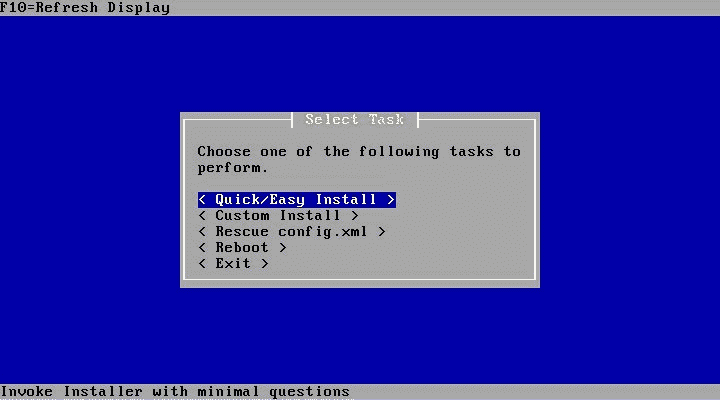 F10=Refresh Display
Select Task
Choose one of the following tasks to
perform.
< Quick/Easy Install >
< Custom Install >
< Rescue config.xml >
< Reboot >
< Exit >
Invoke Installer with minimal questions